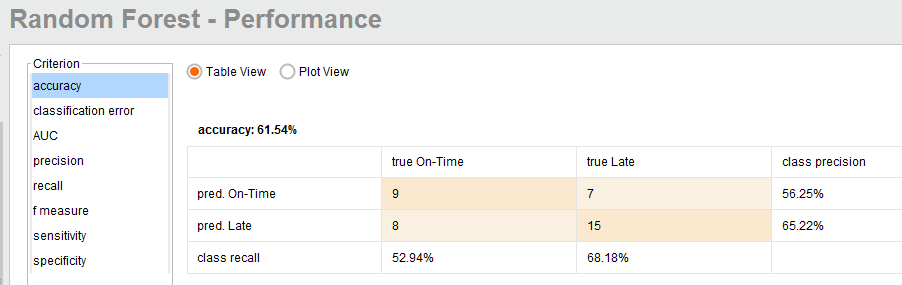 Random Forest - Performance
Criterion
accuracy
classification error
AUC
precision
recall
f measure
sensitivity
specificity
Table View Plot View
accuracy: 61.54%
true On-Time true Late class precision
pred. On-Time 9 7 56.25%
pred. Late 8 15 65.22%
class recall 52.94% 68.18%